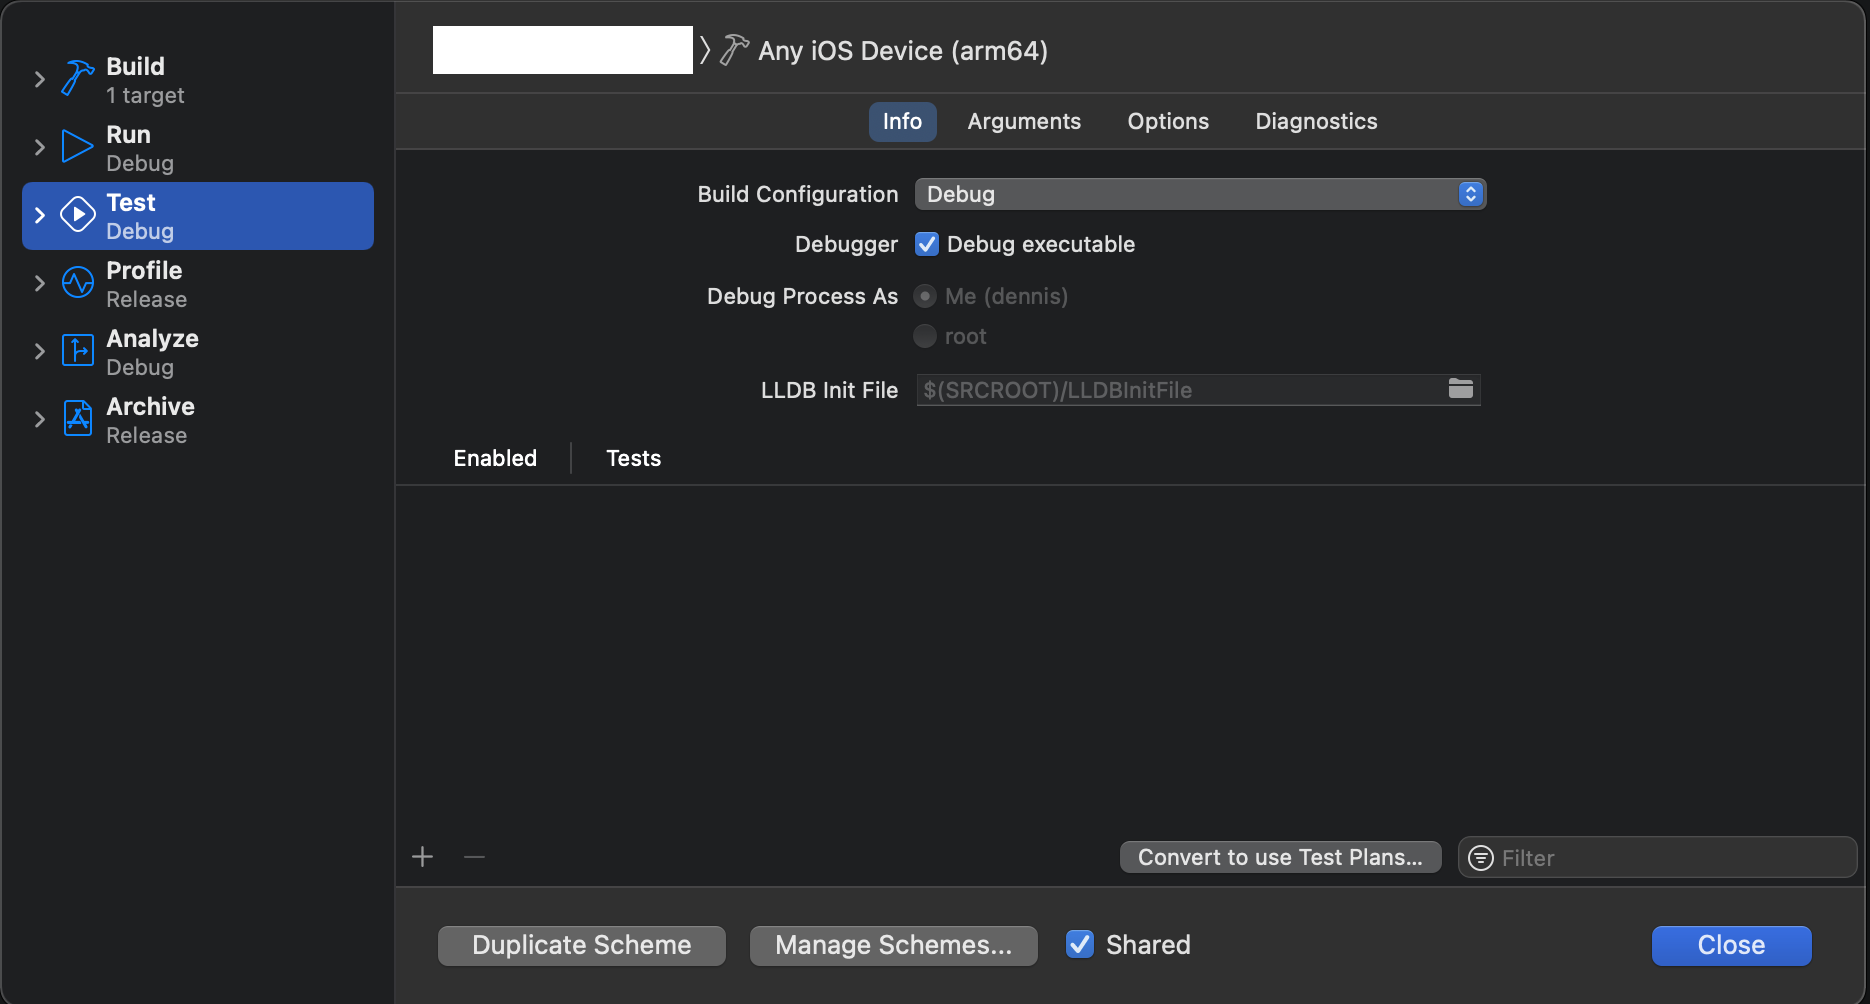 Build
1 target
Run
Debug
Test
Debug
Profile
Release
Analyze
Debug
Archive
Release
Any iOS Device (arm64)
Info Arguments Options Diagnostics
Build Configuration Debug
Debugger Debug executable
Debug Process As Me (dennis)
root
LLDB Init File $(SRCROOT)/LLDBInitFile
Enabled Tests
Convert to use Test Plans... Filter
Duplicate Scheme Manage Schemes... Shared Close